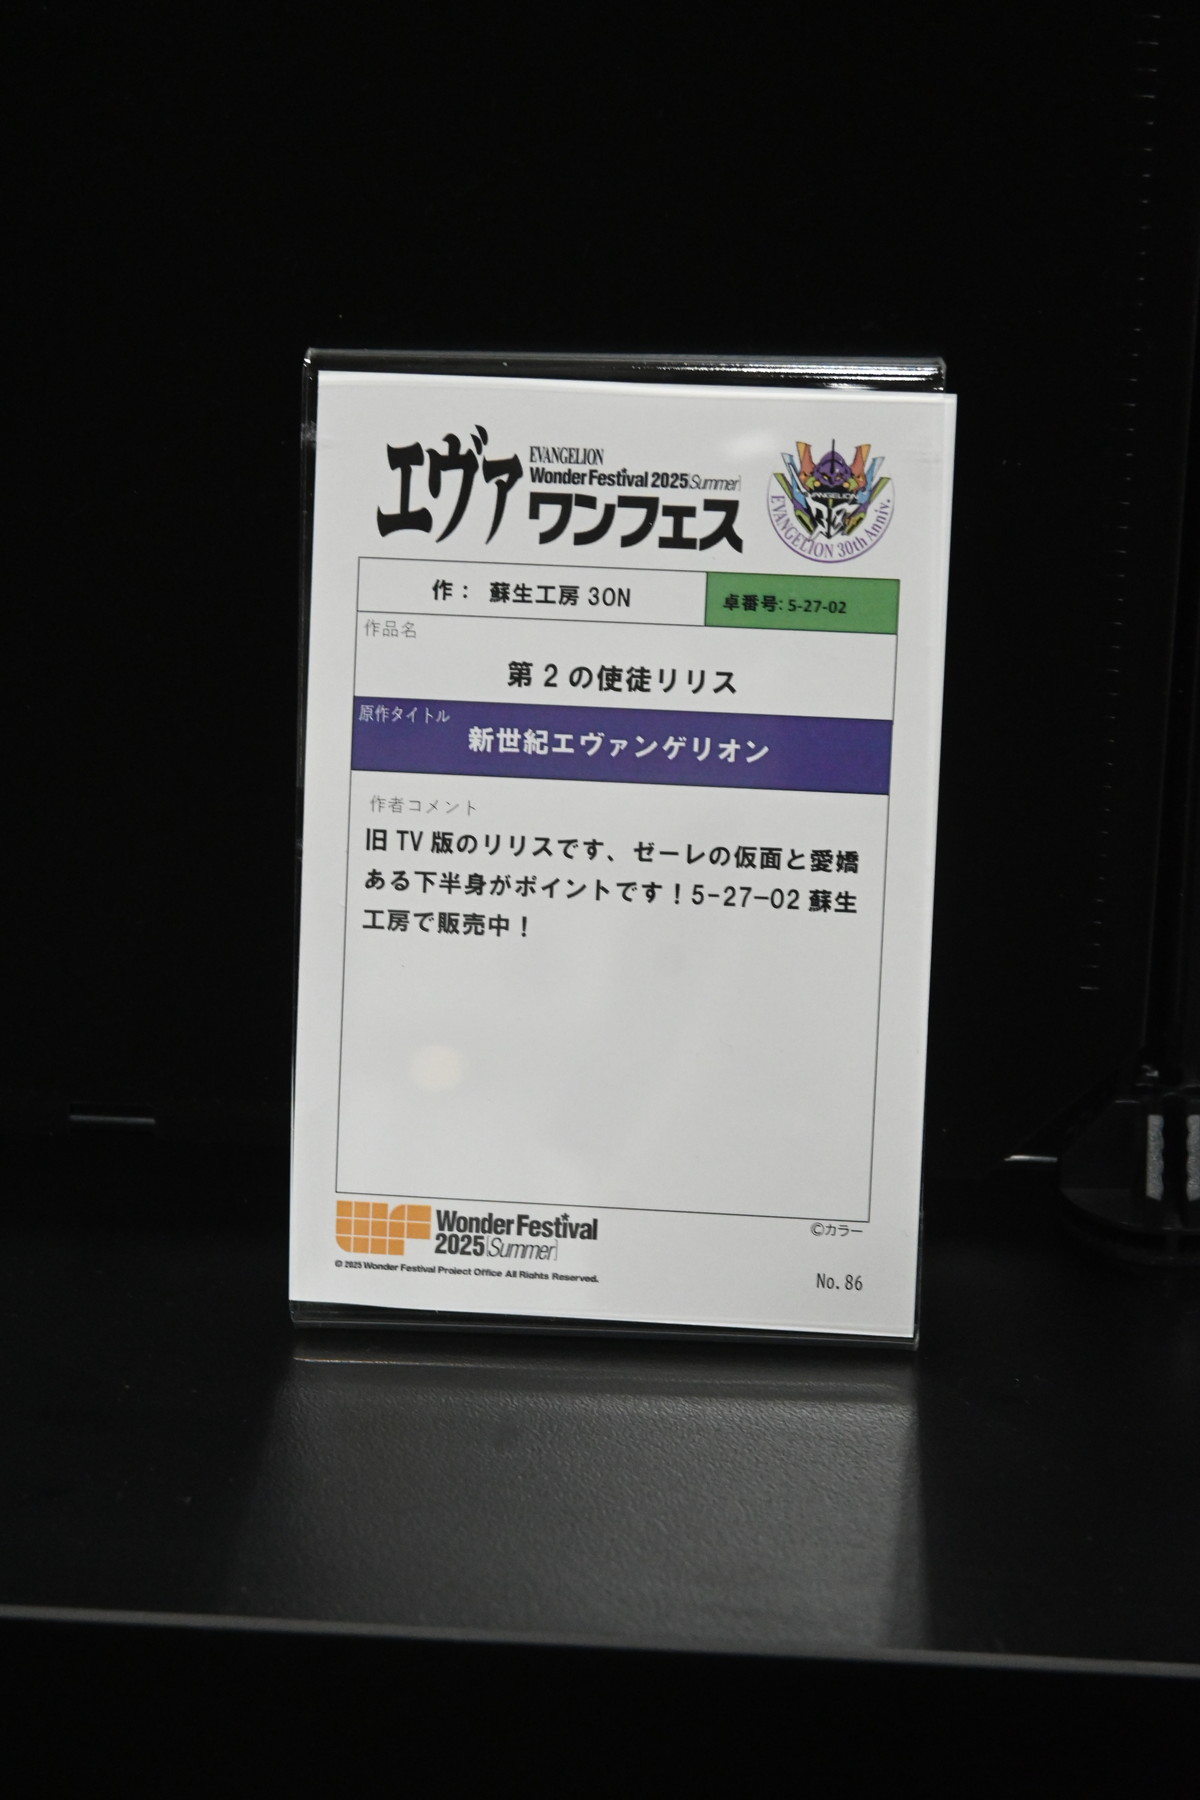 エヴァ
EVANGELION
Wonder Festival 2025[Summer]
ワンフェス
EVANGELION
30
EVANGELION 30th Anniv.
作： 蘇生工房 3ON
卓番号: 5-27-02
作品名
第 2 の使徒リリス
原作タイトル
新世紀エヴァンゲリオン
作者コメント
旧 TV 版のリリスです、ゼーレの仮面と愛嬌
ある下半身がポイントです！5-27-02 蘇生
工房で販売中！
Wonder Festival
2025[Summer]
© 2025 Wonder Festival Project Office All Rights Reserved.
©カラー
No. 86